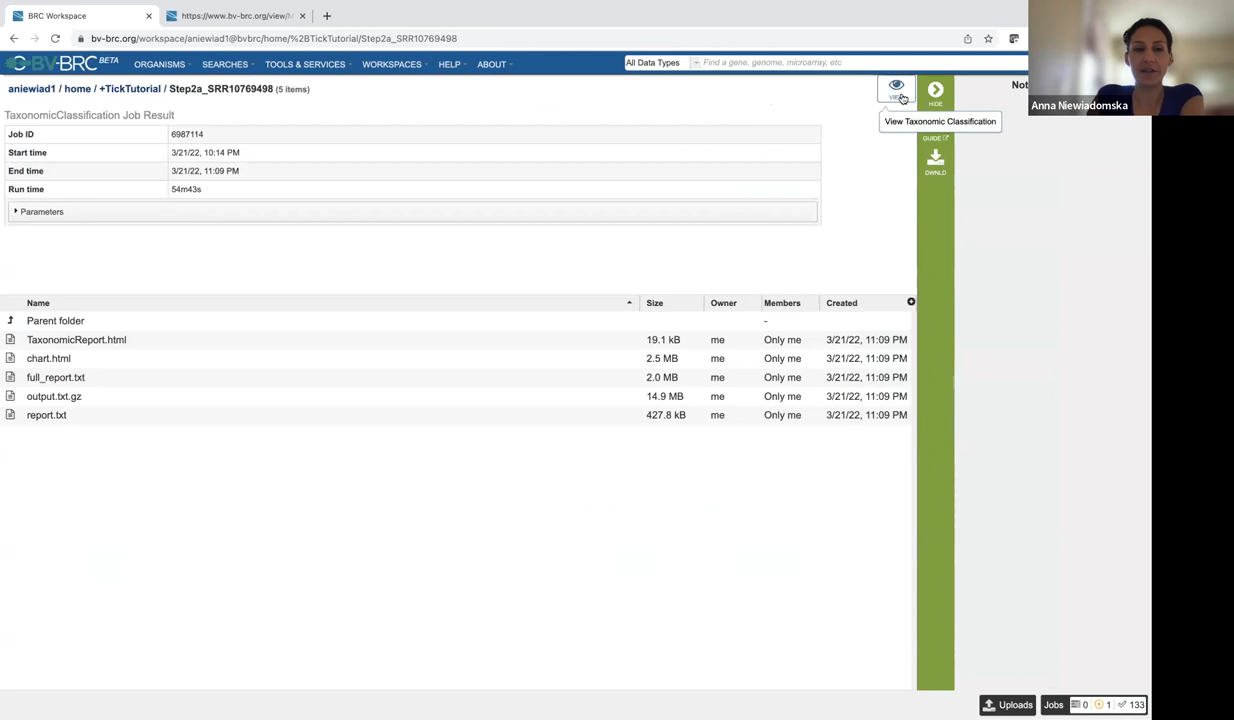 BRC Workspace
https://www.bv-brc.org/view/M
bv-brc.org/workspace/aniewiad1@bvbrc/home/%2BTickTutorial/Step2a_SRR10769498
BV-BRC BETA
ORGANISMS SEARCHES TOOLS & SERVICES WORKSPACES HELP ABOUT
All Data Types Find a gene, genome, microarray, etc
Anna Niewiadomska
aniewiad1 / home / +TickTutorial / Step2a_SRR10769498 (5 items)
HIDE
Not
View Taxonomic Classification
GUIDE
DWNLD
TaxonomicClassification Job Result
Job ID 6987114
Start time 3/21/22, 10:14 PM
End time 3/21/22, 11:09 PM
Run time 54m43s
Parameters
Name Size Owner Members Created
Parent folder -
TaxonomicReport.html 19.1 kB me Only me 3/21/22, 11:09 PM
chart.html 2.5 MB me Only me 3/21/22, 11:09 PM
full_report.txt 2.0 MB me Only me 3/21/22, 11:09 PM
output.txt.gz 14.9 MB me Only me 3/21/22, 11:09 PM
report.txt 427.8 kB me Only me 3/21/22, 11:09 PM
Uploads Jobs 0 1 133